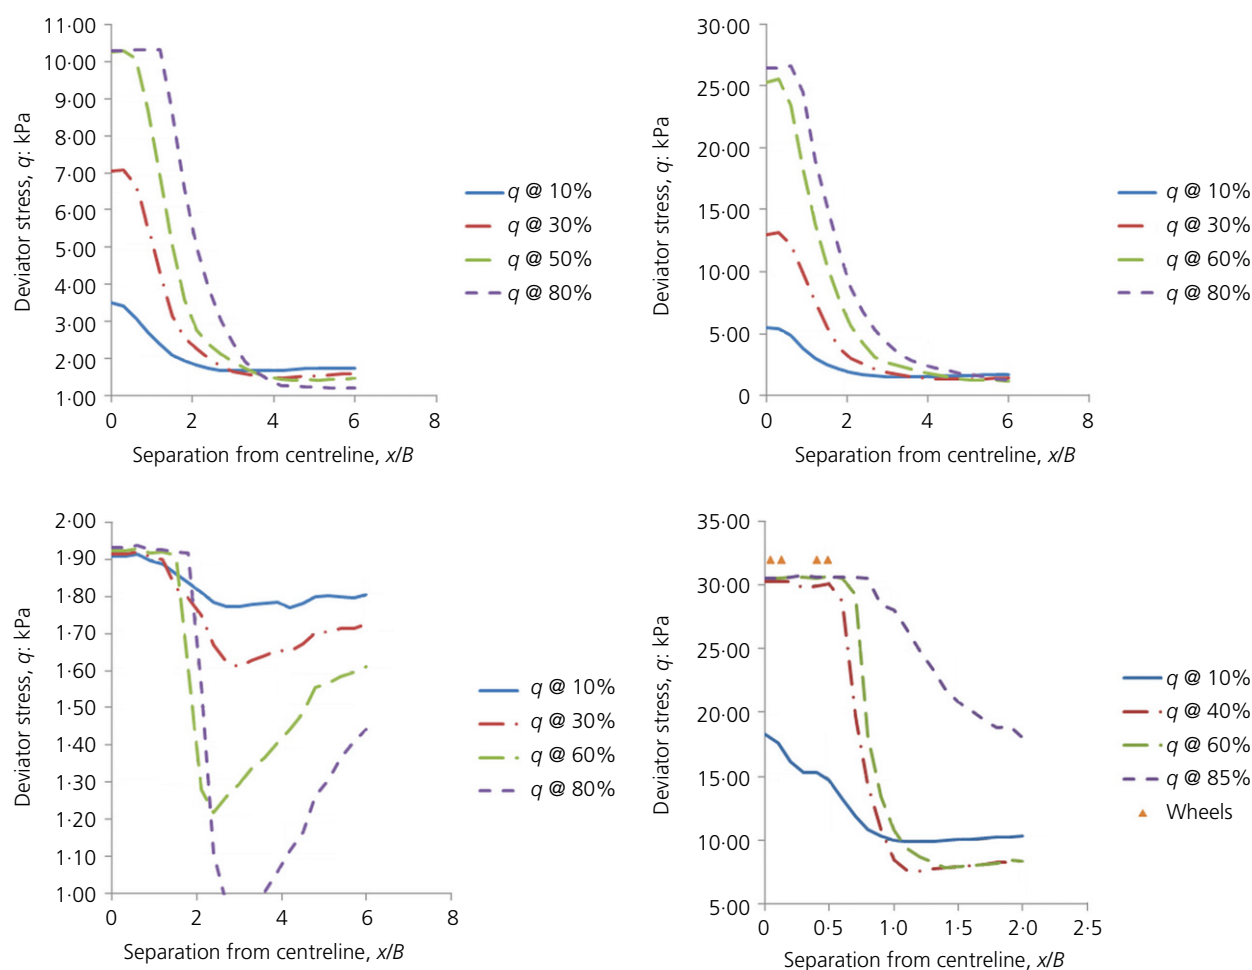 11·00
10·00
9·00
8·00
7·00
6·00
5·00
4·00
3·00
2·00
1·00
Deviator stress, q: kPa
0 2 4 6 8
Separation from centreline, x/B
q @ 10%
q @ 30%
q @ 50%
q @ 80%
30·00
25·00
20·00
15·00
10·00
5·00
0
Deviator stress, q: kPa
0 2 4 6 8
Separation from centreline, x/B
q @ 10%
q @ 30%
q @ 60%
q @ 80%
2·00
1·90
1·80
1·70
1·60
1·50
1·40
1·30
1·20
1·10
1·00
Deviator stress, q: kPa
0 2 4 6 8
Separation from centreline, x/B
q @ 10%
q @ 30%
q @ 60%
q @ 80%
35·00
30·00
25·00
20·00
15·00
10·00
5·00
Deviator stress, q: kPa
0 0·5 1·0 1·5 2·0 2·5
Separation from centreline, x/B
q @ 10%
q @ 40%
q @ 60%
q @ 85%
Wheels